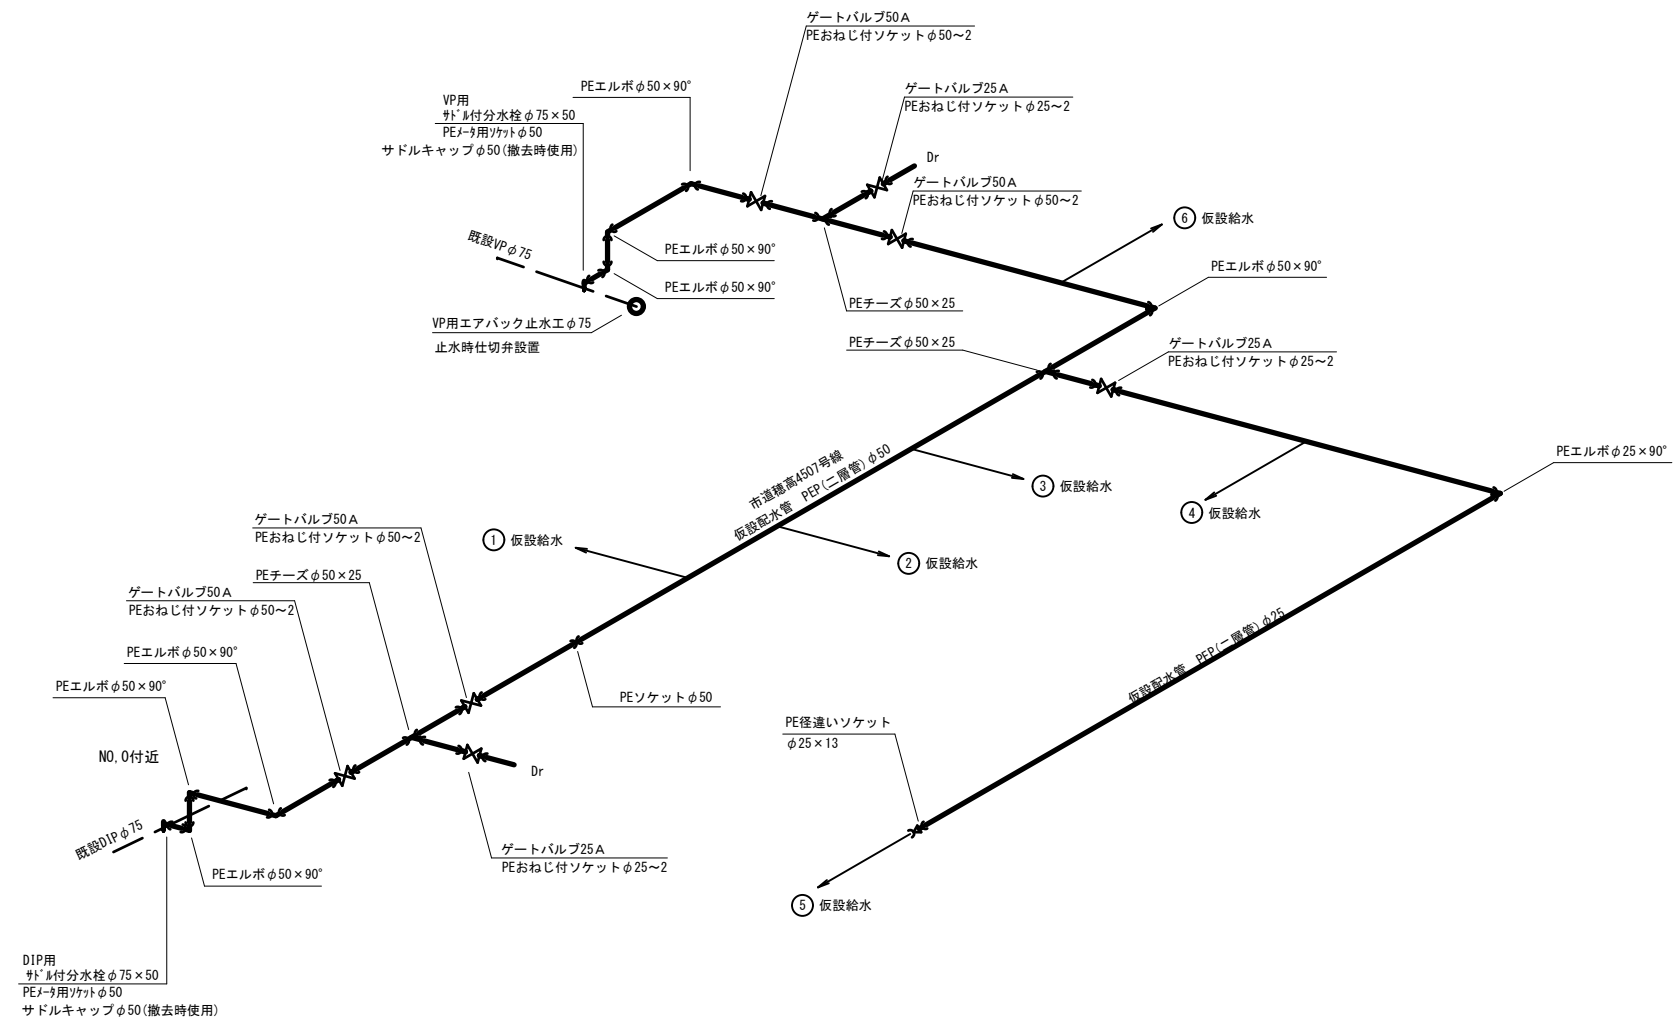 ゲートバルブ50A
PEおねじ付ソケットφ50～2
PEエルボφ50×90°
ゲートバルブ25A
PEおねじ付ソケットφ25～2
VP用
ｻﾄﾞﾙ付分水栓φ75×50
PEﾒｰﾀ用ｿｹｯﾄφ50
サドルキャップφ50(撤去時使用)
Dr
ゲートバルブ50A
PEおねじ付ソケットφ50～2
⑥ 仮設給水
既設VPφ75
PEエルボφ50×90°
PEエルボφ50×90°
PEエルボφ50×90°
PEチーズφ50×25
VP用エアバック止水工φ75
止水時仕切弁設置
PEチーズφ50×25
ゲートバルブ25A
PEおねじ付ソケットφ25～2
PEエルボφ25×90°
市道穂高4507号線
仮設配水管 PEP(二層管)φ50
③ 仮設給水
④ 仮設給水
① 仮設給水
② 仮設給水
ゲートバルブ50A
PEおねじ付ソケットφ50～2
PEチーズφ50×25
ゲートバルブ50A
PEおねじ付ソケットφ50～2
PEエルボφ50×90°
PEエルボφ50×90°
PEソケットφ50
仮設配水管 PEP(二層管)φ25
PE径違いソケット
φ25×13
NO,0付近
Dr
既設DIPφ75
ゲートバルブ25A
PEおねじ付ソケットφ25～2
PEエルボφ50×90°
⑤ 仮設給水
DIP用
ｻﾄﾞﾙ付分水栓φ75×50
PEﾒｰﾀ用ｿｹｯﾄφ50
サドルキャップφ50(撤去時使用)